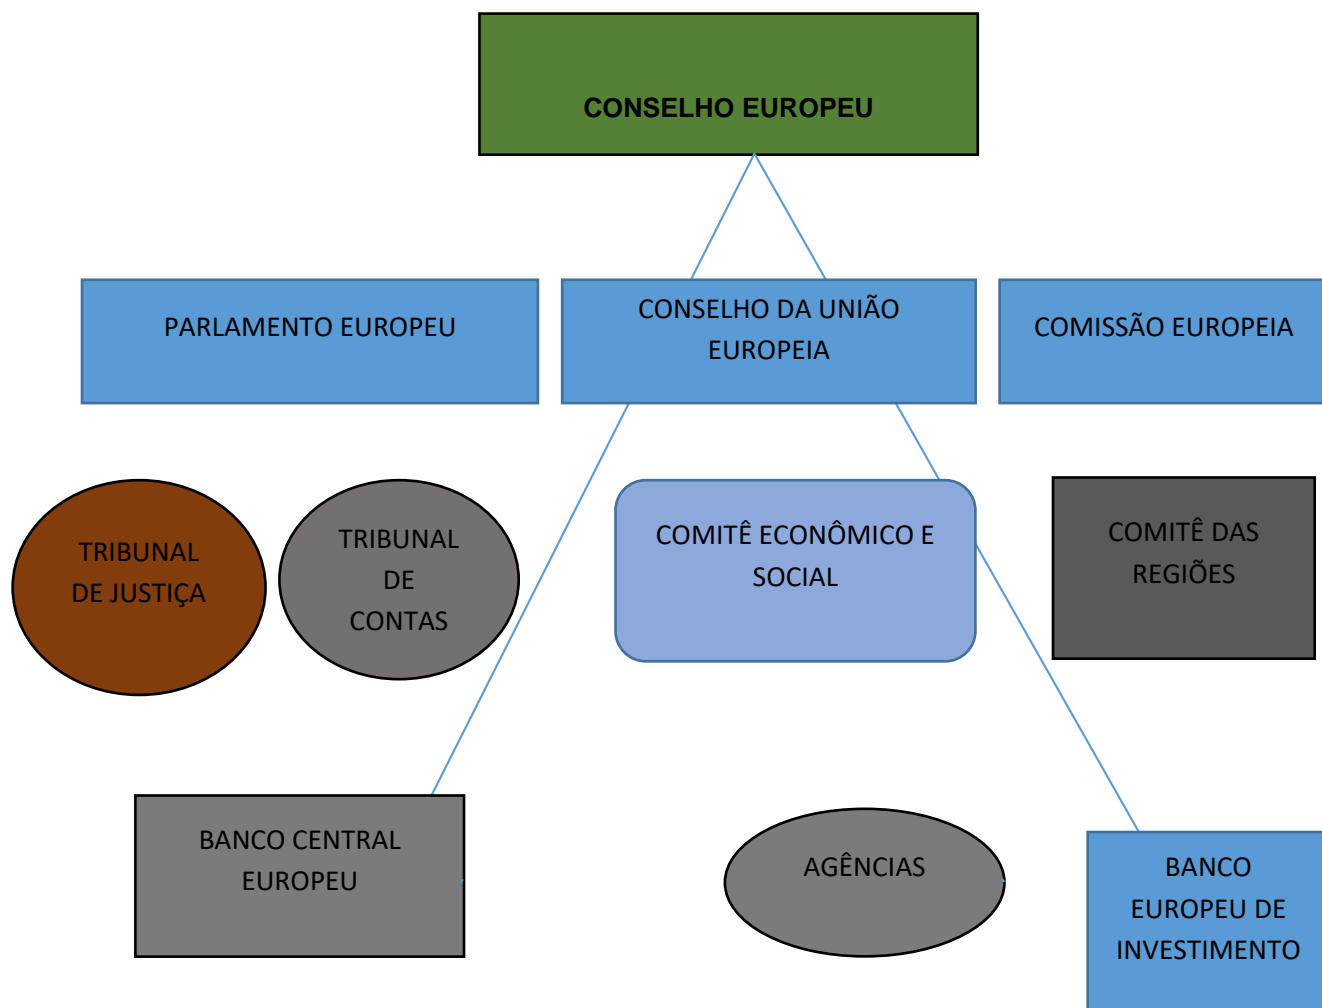 CONSELHO EUROPEU
PARLAMENTO EUROPEU
CONSELHO DA UNIÃO
EUROPEIA
COMISSÃO EUROPEIA
TRIBUNAL
DE JUSTIÇA
TRIBUNAL
DE
CONTAS
COMITÊ ECONÔMICO E
SOCIAL
COMITÊ DAS
REGIÕES
BANCO CENTRAL
EUROPEU
AGÊNCIAS
BANCO
EUROPEU DE
INVESTIMENTO